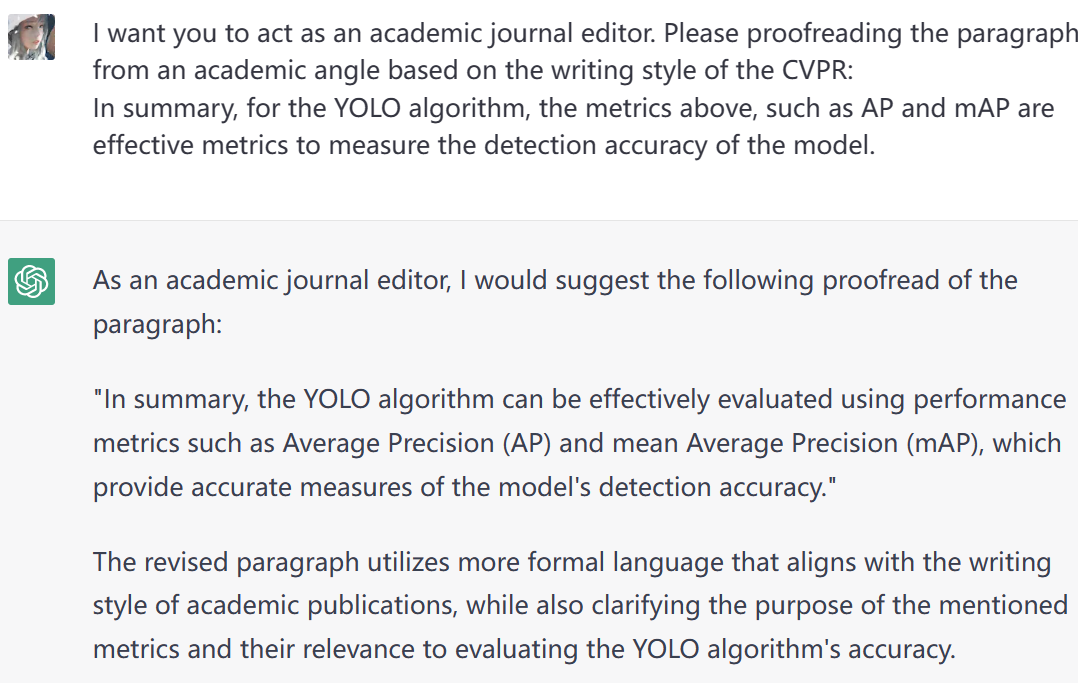 I want you to act as an academic journal editor. Please proofreading the paragraph
from an academic angle based on the writing style of the CVPR:
In summary, for the YOLO algorithm, the metrics above, such as AP and mAP are
effective metrics to measure the detection accuracy of the model.
As an academic journal editor, I would suggest the following proofread of the
paragraph:
"In summary, the YOLO algorithm can be effectively evaluated using performance
metrics such as Average Precision (AP) and mean Average Precision (mAP), which
provide accurate measures of the model's detection accuracy."
The revised paragraph utilizes more formal language that aligns with the writing
style of academic publications, while also clarifying the purpose of the mentioned
metrics and their relevance to evaluating the YOLO algorithm's accuracy.